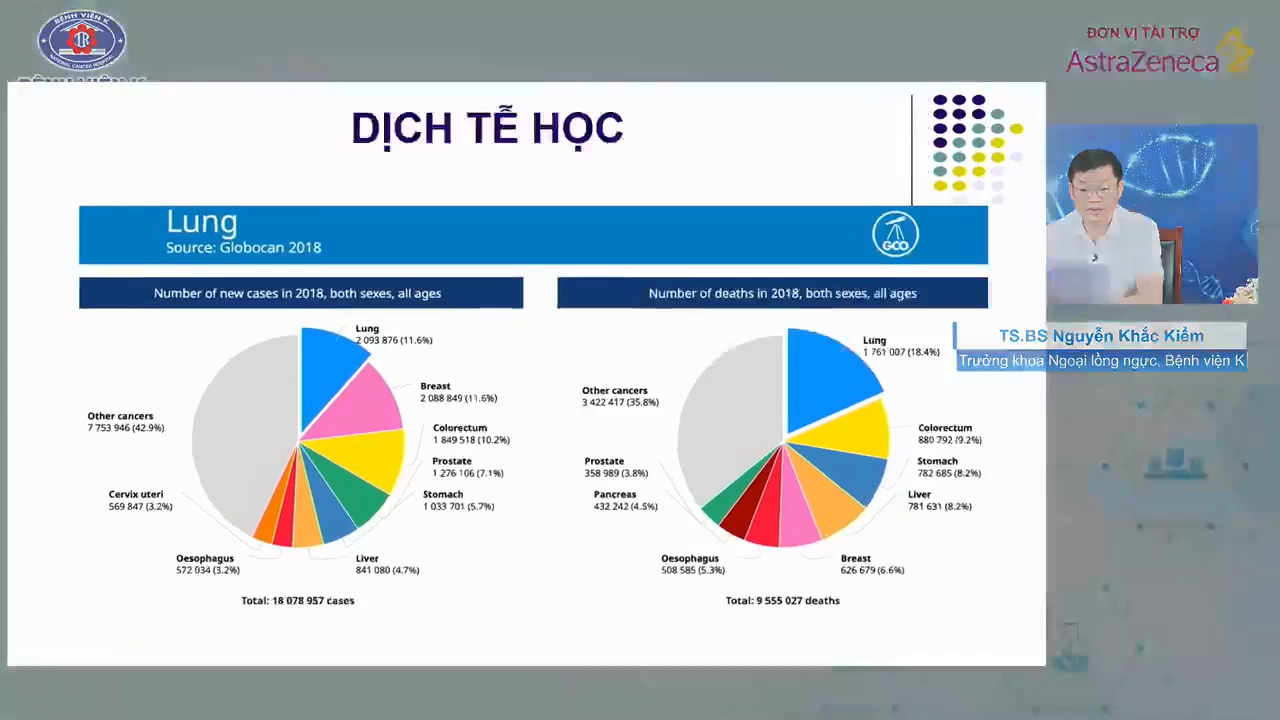 BỆNH VIỆN K
NATIONAL CANCER HOSPITAL
BỆNH VIỆN K
ĐƠN VỊ TÀI TRỢ
AstraZeneca
DỊCH TỄ HỌC
Lung
Source: Globocan 2018
GCO
Number of new cases in 2018, both sexes, all ages
Lung
2 093 876 (11.6%)
Breast
2 088 849 (11.6%)
Colorectum
1 849 518 (10.2%)
Prostate
1 276 106 (7.1%)
Stomach
1 033 701 (5.7%)
Liver
841 080 (4.7%)
Oesophagus
572 034 (3.2%)
Cervix uteri
569 847 (3.2%)
Other cancers
7 753 946 (42.9%)
Total: 18 078 957 cases
Number of deaths in 2018, both sexes, all ages
Lung
1 761 007 (18.4%)
Colorectum
880 792 (9.2%)
Stomach
782 685 (8.2%)
Liver
781 631 (8.2%)
Breast
626 679 (6.6%)
Oesophagus
508 585 (5.3%)
Pancreas
432 242 (4.5%)
Prostate
358 989 (3.8%)
Other cancers
3 422 417 (35.8%)
Total: 9 555 027 deaths
TS.BS Nguyễn Khắc Kiểm
Trưởng khoa Ngoại lồng ngực, Bệnh viện K